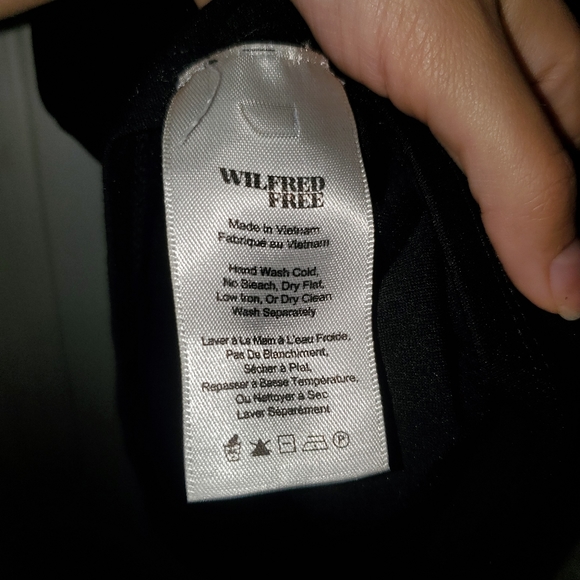 WILFRED
FREE
Made in Vietnam
Fabriqué au Vietnam
Hand Wash Cold,
No Bleach, Dry Flat,
Low Iron, Or Dry Clean
Wash Separately
Laver à La Main à L'eau Froide,
Pas De Blanchiment,
Sécher à Plat,
Repasser à Basse Température,
Ou Nettoyer à Sec
Laver Séparément
P